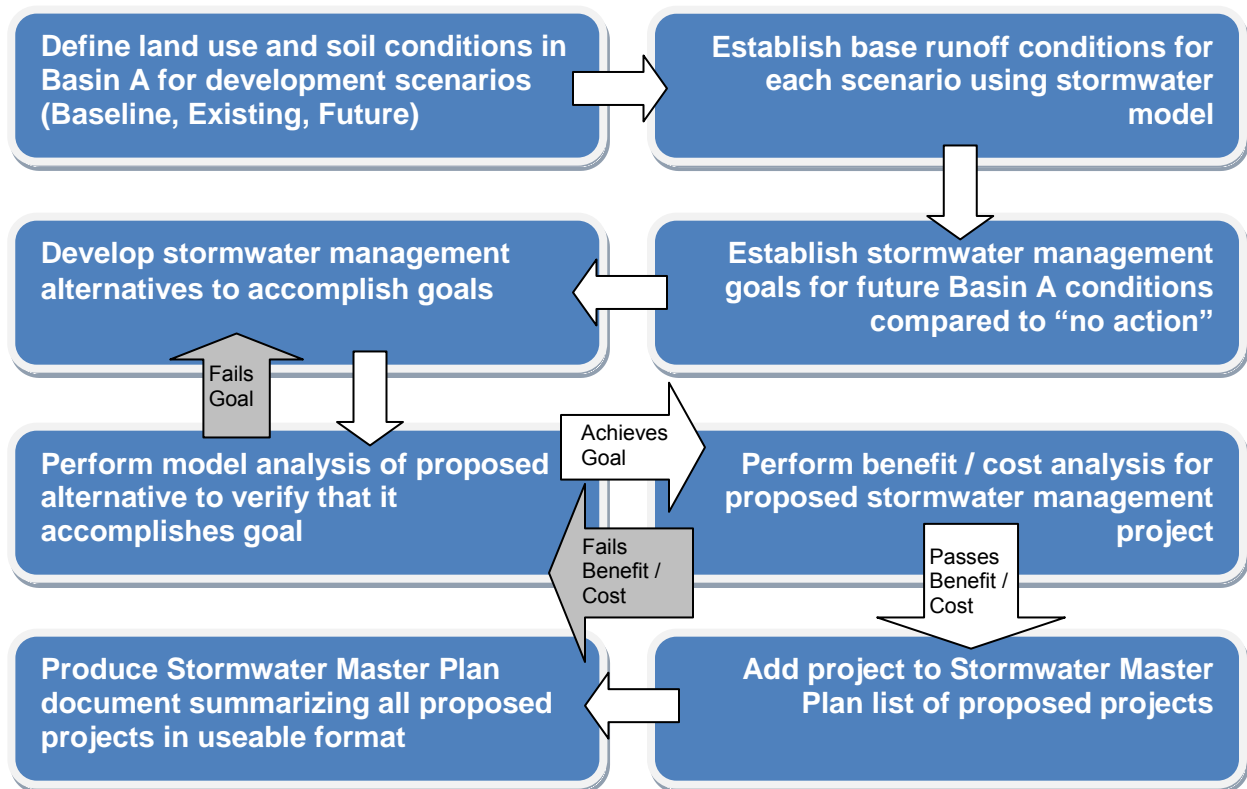 Define land use and soil conditions in
Basin A for development scenarios
(Baseline, Existing, Future)
Establish base runoff conditions for
each scenario using stormwater
model
Establish stormwater management
goals for future Basin A conditions
compared to “no action”
Develop stormwater management
alternatives to accomplish goals
Fails
Goal
Perform model analysis of proposed
alternative to verify that it
accomplishes goal
Achieves
Goal
Perform benefit / cost analysis for
proposed stormwater management
project
Fails
Benefit /
Cost
Passes
Benefit /
Cost
Add project to Stormwater Master
Plan list of proposed projects
Produce Stormwater Master Plan
document summarizing all proposed
projects in useable format